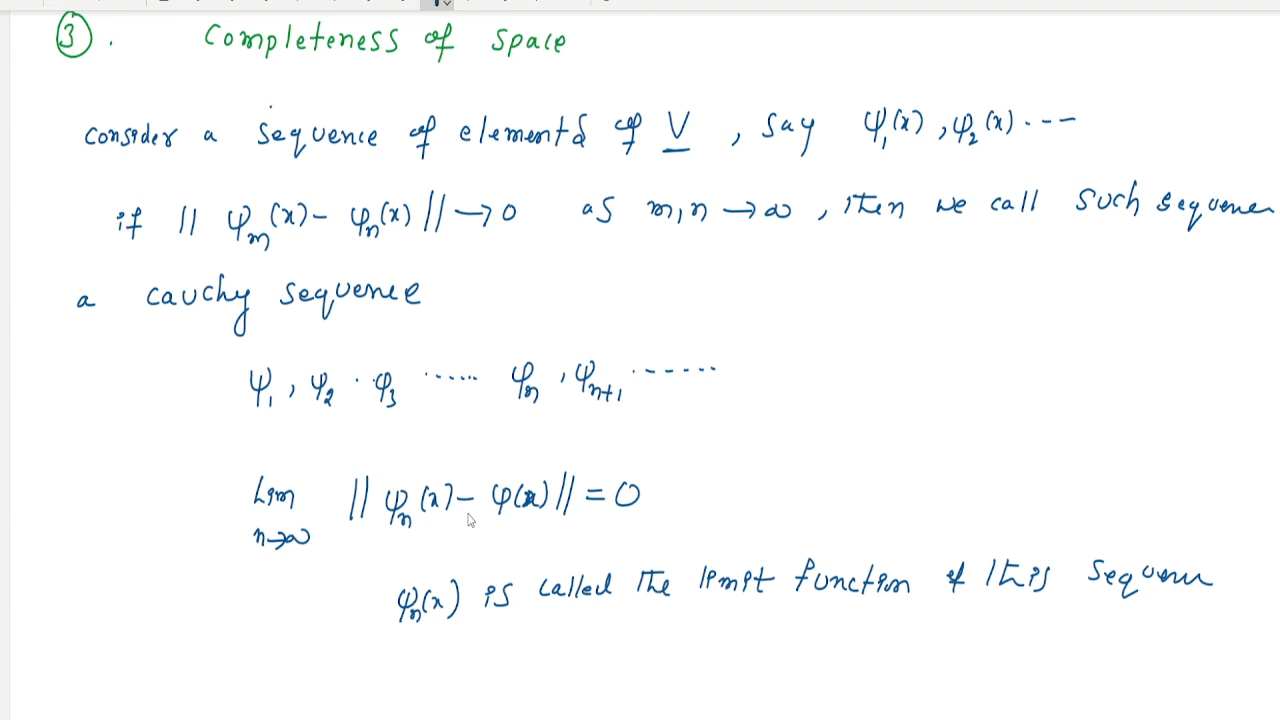 ③. Completeness of space
consider a sequence of elements of V, say φ₁(x), φ₂(x) ---
if || φₘ(x) - φₙ(x) || → 0 as m,n → ∞, then we call such sequence
a cauchy sequence
φ₁, φ₂ . φ₃ ...... φₙ, φₙ₊₁ ------
Lim || φₙ(x) - φ(x) || = 0
n→∞
φₙ(x) is called the limit function of this sequence